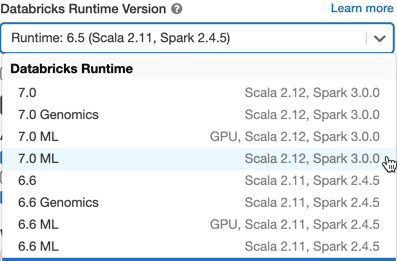 Databricks Runtime Version ?
Learn more
Runtime: 6.5 (Scala 2.11, Spark 2.4.5)
Databricks Runtime
7.0 Scala 2.12, Spark 3.0.0
7.0 Genomics Scala 2.12, Spark 3.0.0
7.0 ML GPU, Scala 2.12, Spark 3.0.0
7.0 ML Scala 2.12, Spark 3.0.0
6.6 Scala 2.11, Spark 2.4.5
6.6 Genomics Scala 2.11, Spark 2.4.5
6.6 ML GPU, Scala 2.11, Spark 2.4.5
6.6 ML Scala 2.11, Spark 2.4.5